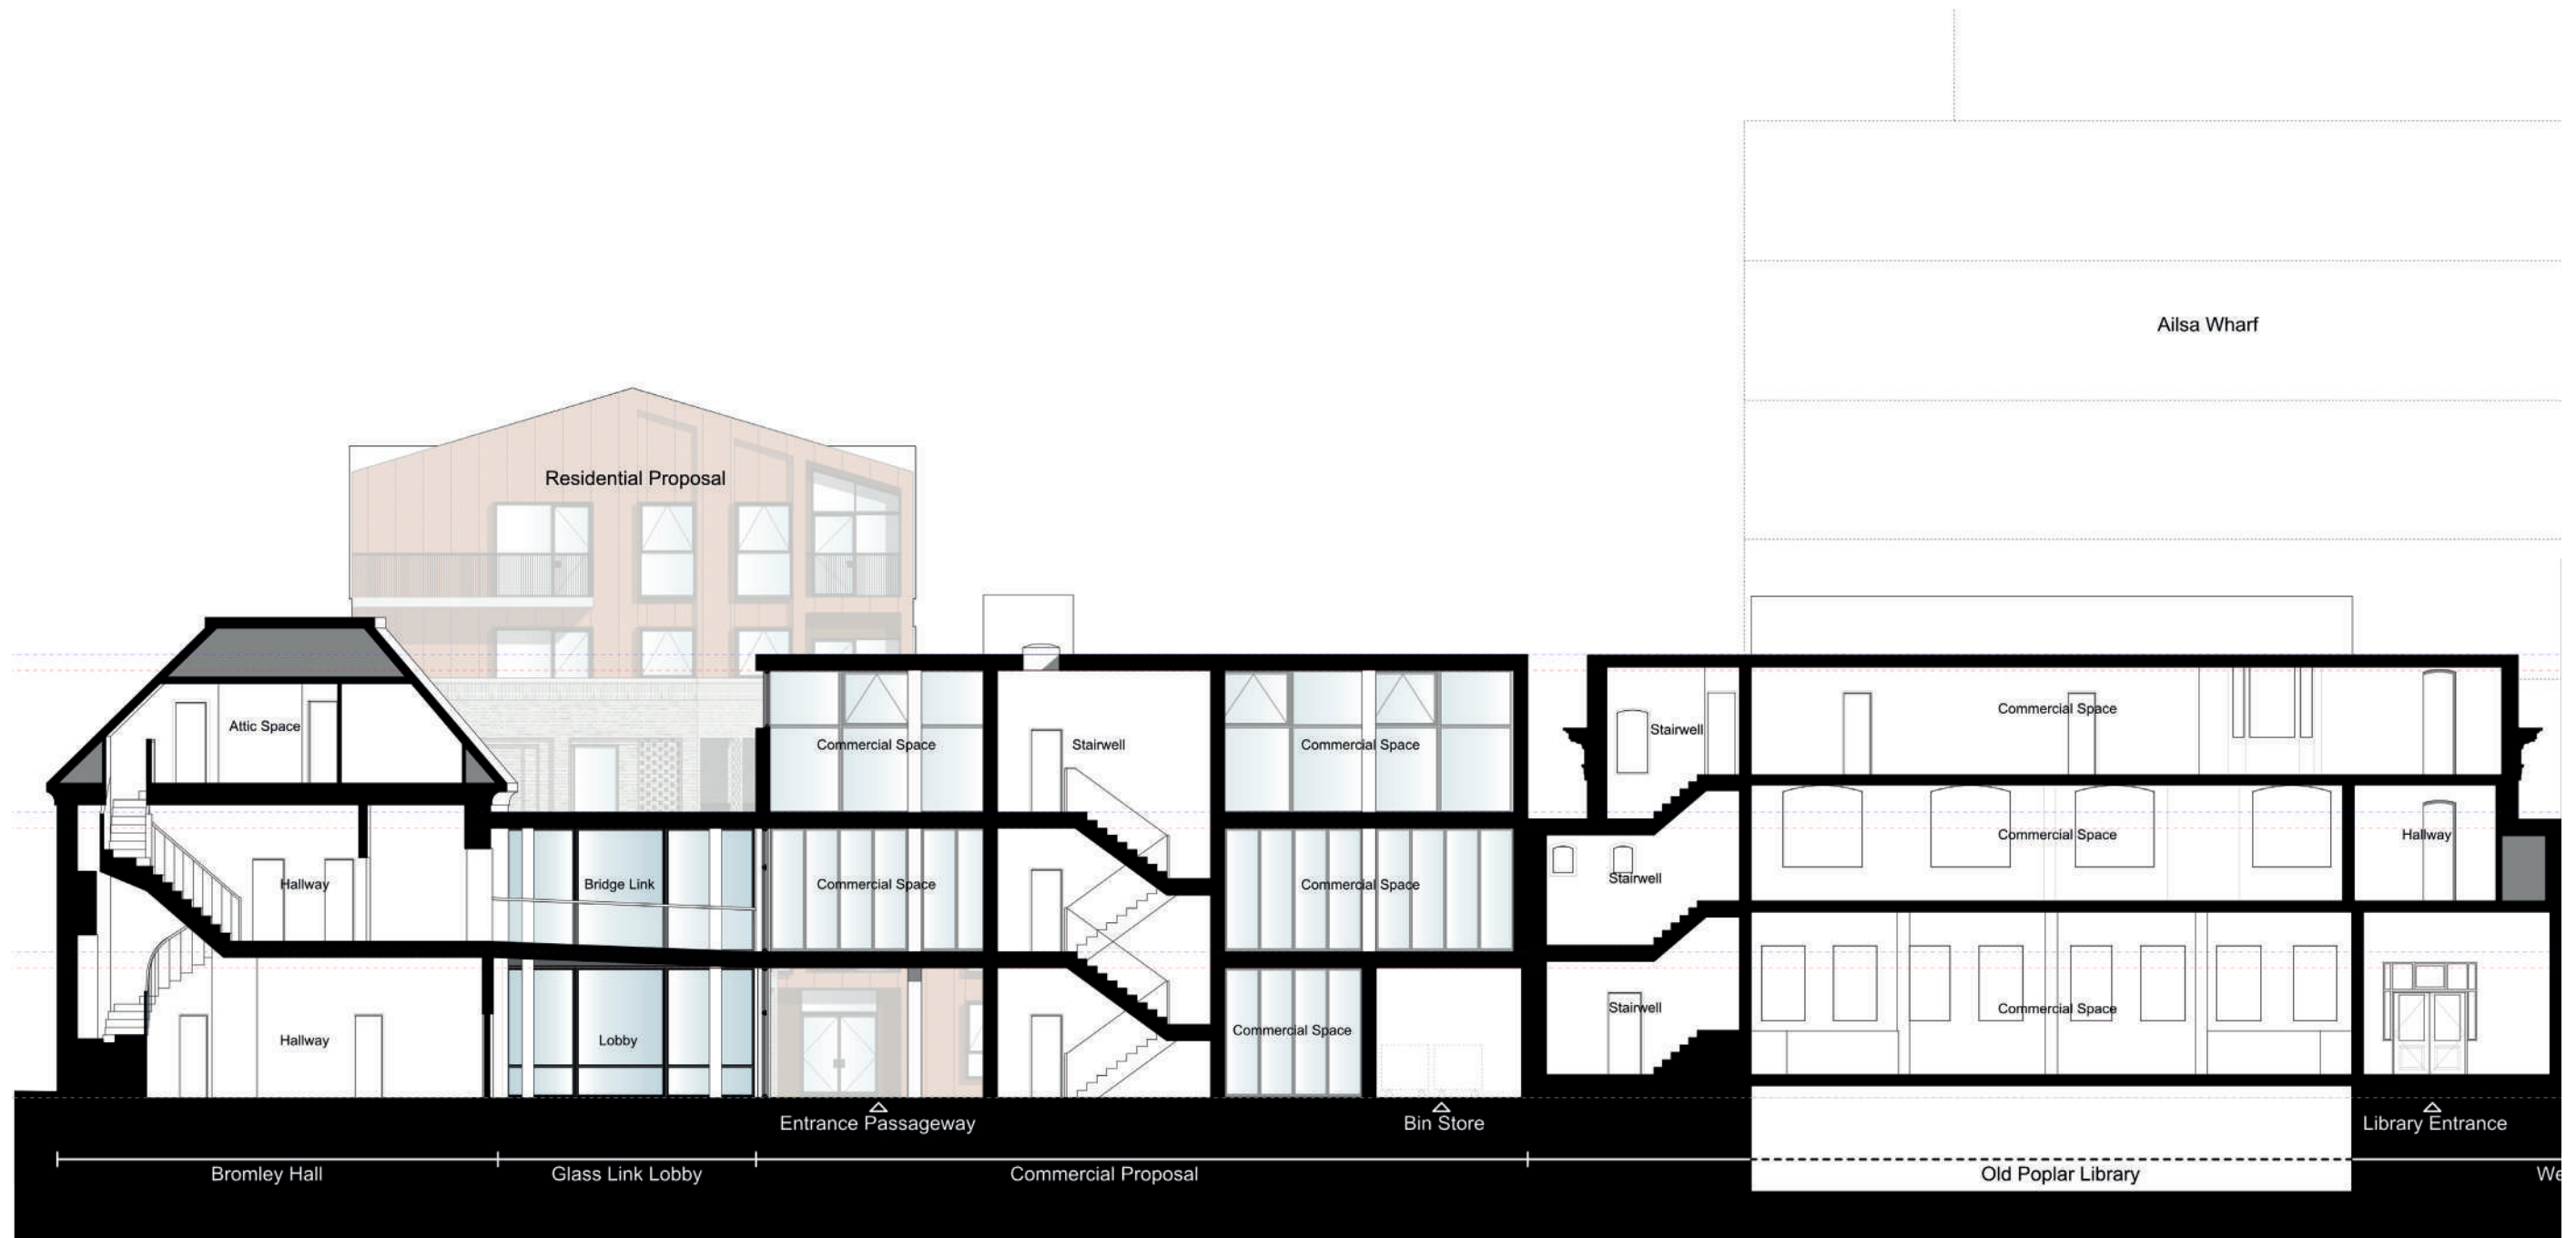 Ailsa Wharf
Residential Proposal
Attic Space
Commercial Space
Stairwell
Commercial Space
Stairwell
Commercial Space
Hallway
Bridge Link
Commercial Space
Commercial Space
Stairwell
Commercial Space
Hallway
Hallway
Lobby
Commercial Space
Stairwell
Commercial Space
Entrance Passageway
Bin Store
Library Entrance
Bromley Hall
Glass Link Lobby
Commercial Proposal
Old Poplar Library
We